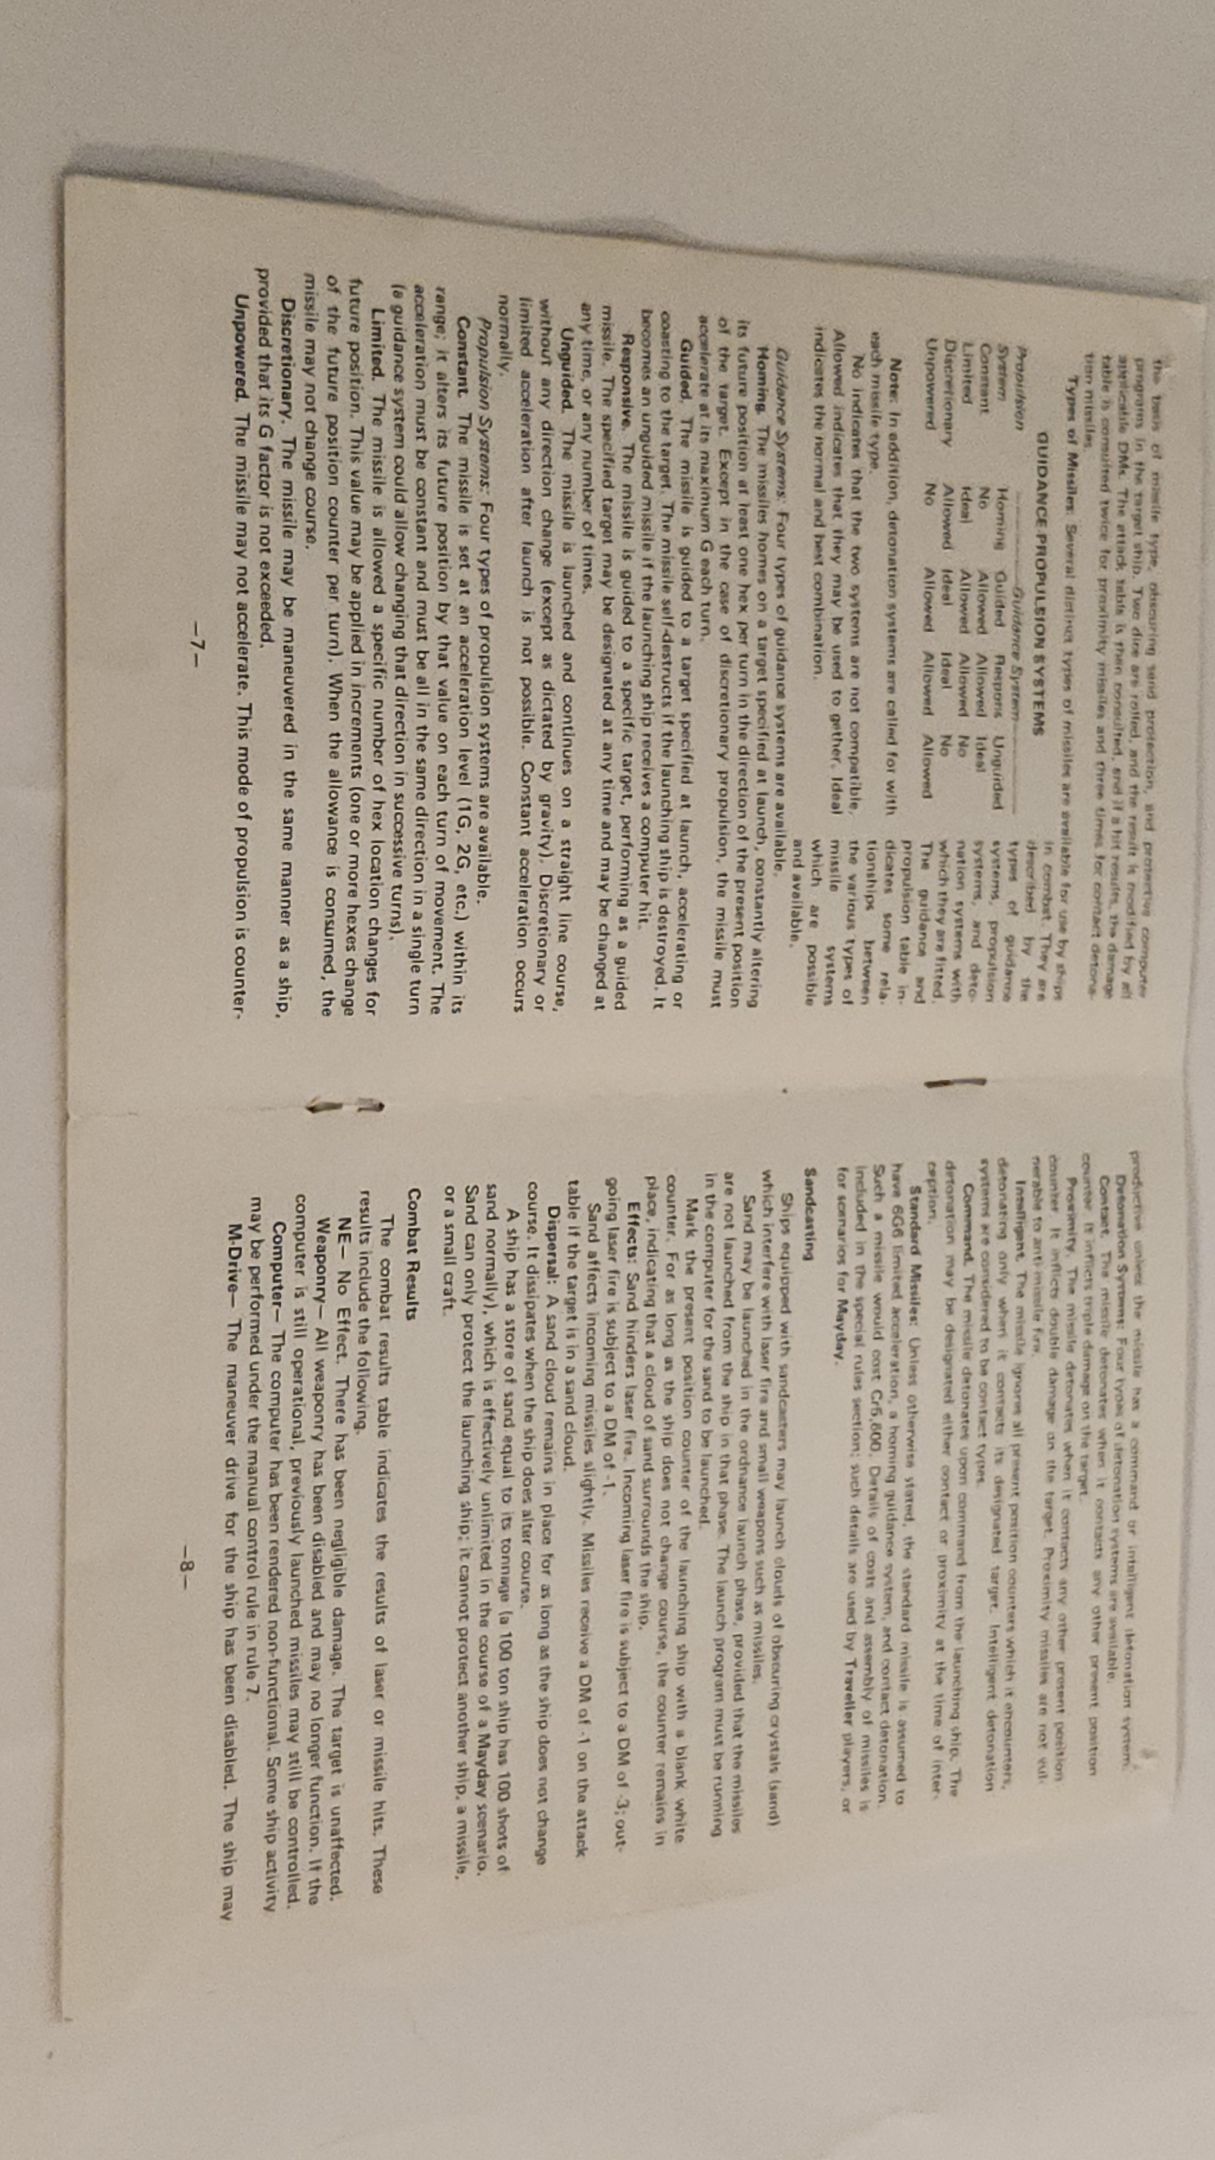 the basis of missile type, obscuring sand protection, and protective computer
programs in the target ship. Two dice are rolled, and the result is modified by all
applicable DMs. The attack table is then consulted, and if a hit results, the damage
table is consulted twice for proximity missiles and three times for contact detona-
tion missiles.
Types of Missiles: Several distinct types of missiles are available for use by ships
GUIDANCE PROPULSION SYSTEMS
Propulsion Guidance System
System Homing Guided Respons Unguided
Constant No Allowed Allowed Ideal
Limited Ideal Allowed Allowed No
Discretionary Allowed Ideal Ideal No
Unpowered No Allowed Allowed Allowed
Note: In addition, detonation systems are called for with
each missile type.
No indicates that the two systems are not compatible,
Allowed indicates that they may be used to gether. Ideal
indicates the normal and best combination.
in combat. They are
described by the
types of guidance
systems, propulsion
systems, and deto-
nation systems with
which they are fitted.
The guidance and
propulsion table in-
dicates some rela-
tionships between
the various types of
missile systems
which are possible
and available.
Guidance Systems: Four types of guidance systems are available.
Homing. The missiles homes on a target specified at launch, constantly altering
its future position at least one hex per turn in the direction of the present position
of the target. Except in the case of discretionary propulsion, the missile must
accelerate at its maximum G each turn.
Guided. The missile is guided to a target specified at launch, accelerating or
coasting to the target. The missile self-destructs if the launching ship is destroyed. It
becomes an unguided missile if the launching ship receives a computer hit.
Responsive. The missile is guided to a specific target, performing as a guided
missile. The specified target may be designated at any time and may be changed at
any time, or any number of times.
Unguided. The missile is launched and continues on a straight line course,
without any direction change (except as dictated by gravity). Discretionary or
limited acceleration after launch is not possible. Constant acceleration occurs
normally.
Propulsion Systems: Four types of propulsion systems are available.
Constant. The missile is set at an acceleration level (1G, 2G, etc.) within its
range; it alters its future position by that value on each turn of movement. The
acceleration must be constant and must be all in the same direction in a single turn
(a guidance system could allow changing that direction in successive turns).
Limited. The missile is allowed a specific number of hex location changes for
future position. This value may be applied in increments (one or more hexes change
of the future position counter per turn). When the allowance is consumed, the
missile may not change course.
Discretionary. The missile may be maneuvered in the same manner as a ship,
provided that its G factor is not exceeded.
Unpowered. The missile may not accelerate. This mode of propulsion is counter-
—7—
productive unless the missile has a command or intelligent detonation system.
Detonation Systems: Four types of detonation systems are available.
Contact. The missile detonates when it contacts any other present position
counter. It inflicts triple damage on the target.
Proximity. The missile detonates when it contacts any other present position
counter. It inflicts double damage on the target. Proximity missiles are not vul-
nerable to anti-missile fire.
Intelligent. The missile ignores all present position counters which it encounters,
detonating only when it contacts its designated target. Intelligent detonation
systems are considered to be contact types.
Command. The missile detonates upon command from the launching ship. The
detonation may be designated either contact or proximity at the time of inter-
ception.
Standard Missiles: Unless otherwise stated, the standard missile is assumed to
have 6G6 limited acceleration, a homing guidance system, and contact detonation.
Such a missile would cost Cr5,800. Details of costs and assembly of missiles is
included in the special rules section; such details are used by Traveller players, or
for scenarios for Mayday.
Sandcasting
Ships equipped with sandcasters may launch clouds of obscuring crystals (sand)
which interfere with laser fire and small weapons such as missiles.
Sand may be launched in the ordnance launch phase, provided that the missiles
are not launched from the ship in that phase. The launch program must be running
in the computer for the sand to be launched.
Mark the present position counter of the launching ship with a blank white
counter. For as long as the ship does not change course, the counter remains in
place, indicating that a cloud of sand surrounds the ship.
Effects: Sand hinders laser fire. Incoming laser fire is subject to a DM of -3; out-
going laser fire is subject to a DM of -1.
Sand affects incoming missiles slightly. Missiles receive a DM of -1 on the attack
table if the target is in a sand cloud.
Dispersal: A sand cloud remains in place for as long as the ship does not change
course. It dissipates when the ship does alter course.
A ship has a store of sand equal to its tonnage (a 100 ton ship has 100 shots of
sand normally), which is effectively unlimited in the course of a Mayday scenario.
Sand can only protect the launching ship; it cannot protect another ship, a missile,
or a small craft.
Combat Results
The combat results table indicates the results of laser or missile hits. These
results include the following.
NE— No Effect. There has been negligible damage. The target is unaffected.
Weaponry— All weaponry has been disabled and may no longer function. If the
computer is still operational, previously launched missiles may still be controlled.
Computer— The computer has been rendered non-functional. Some ship activity
may be performed under the manual control rule in rule 7.
M-Drive— The maneuver drive for the ship has been disabled. The ship may
—8—